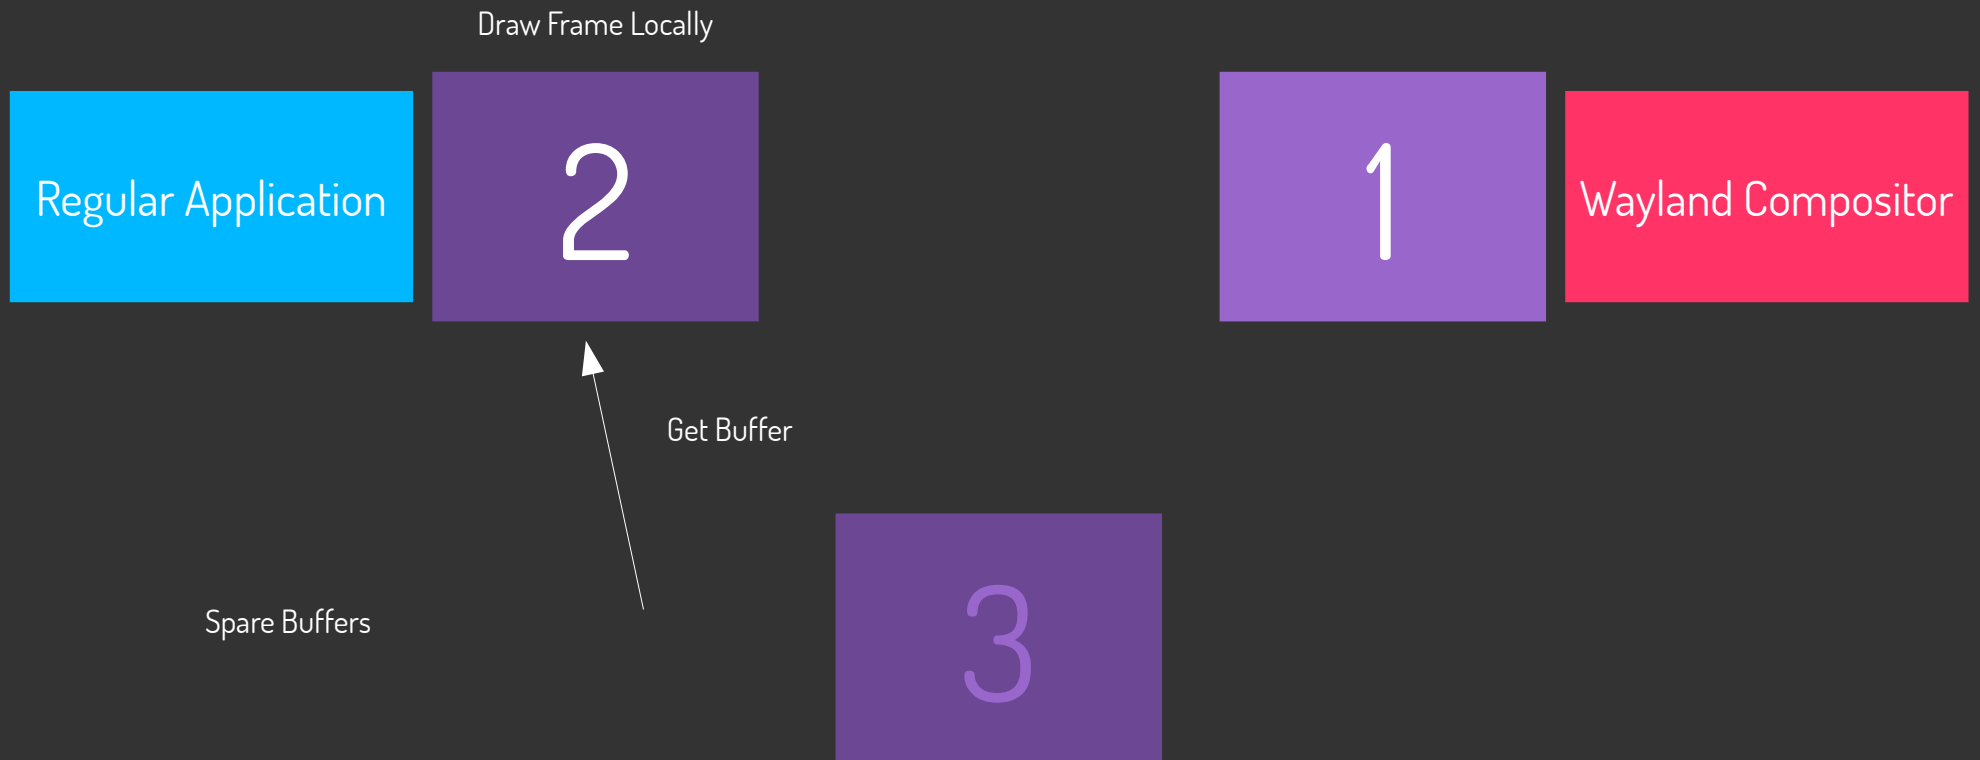 Draw Frame Locally
Regular Application
2
1
Wayland Compositor
Get Buffer
Spare Buffers
3